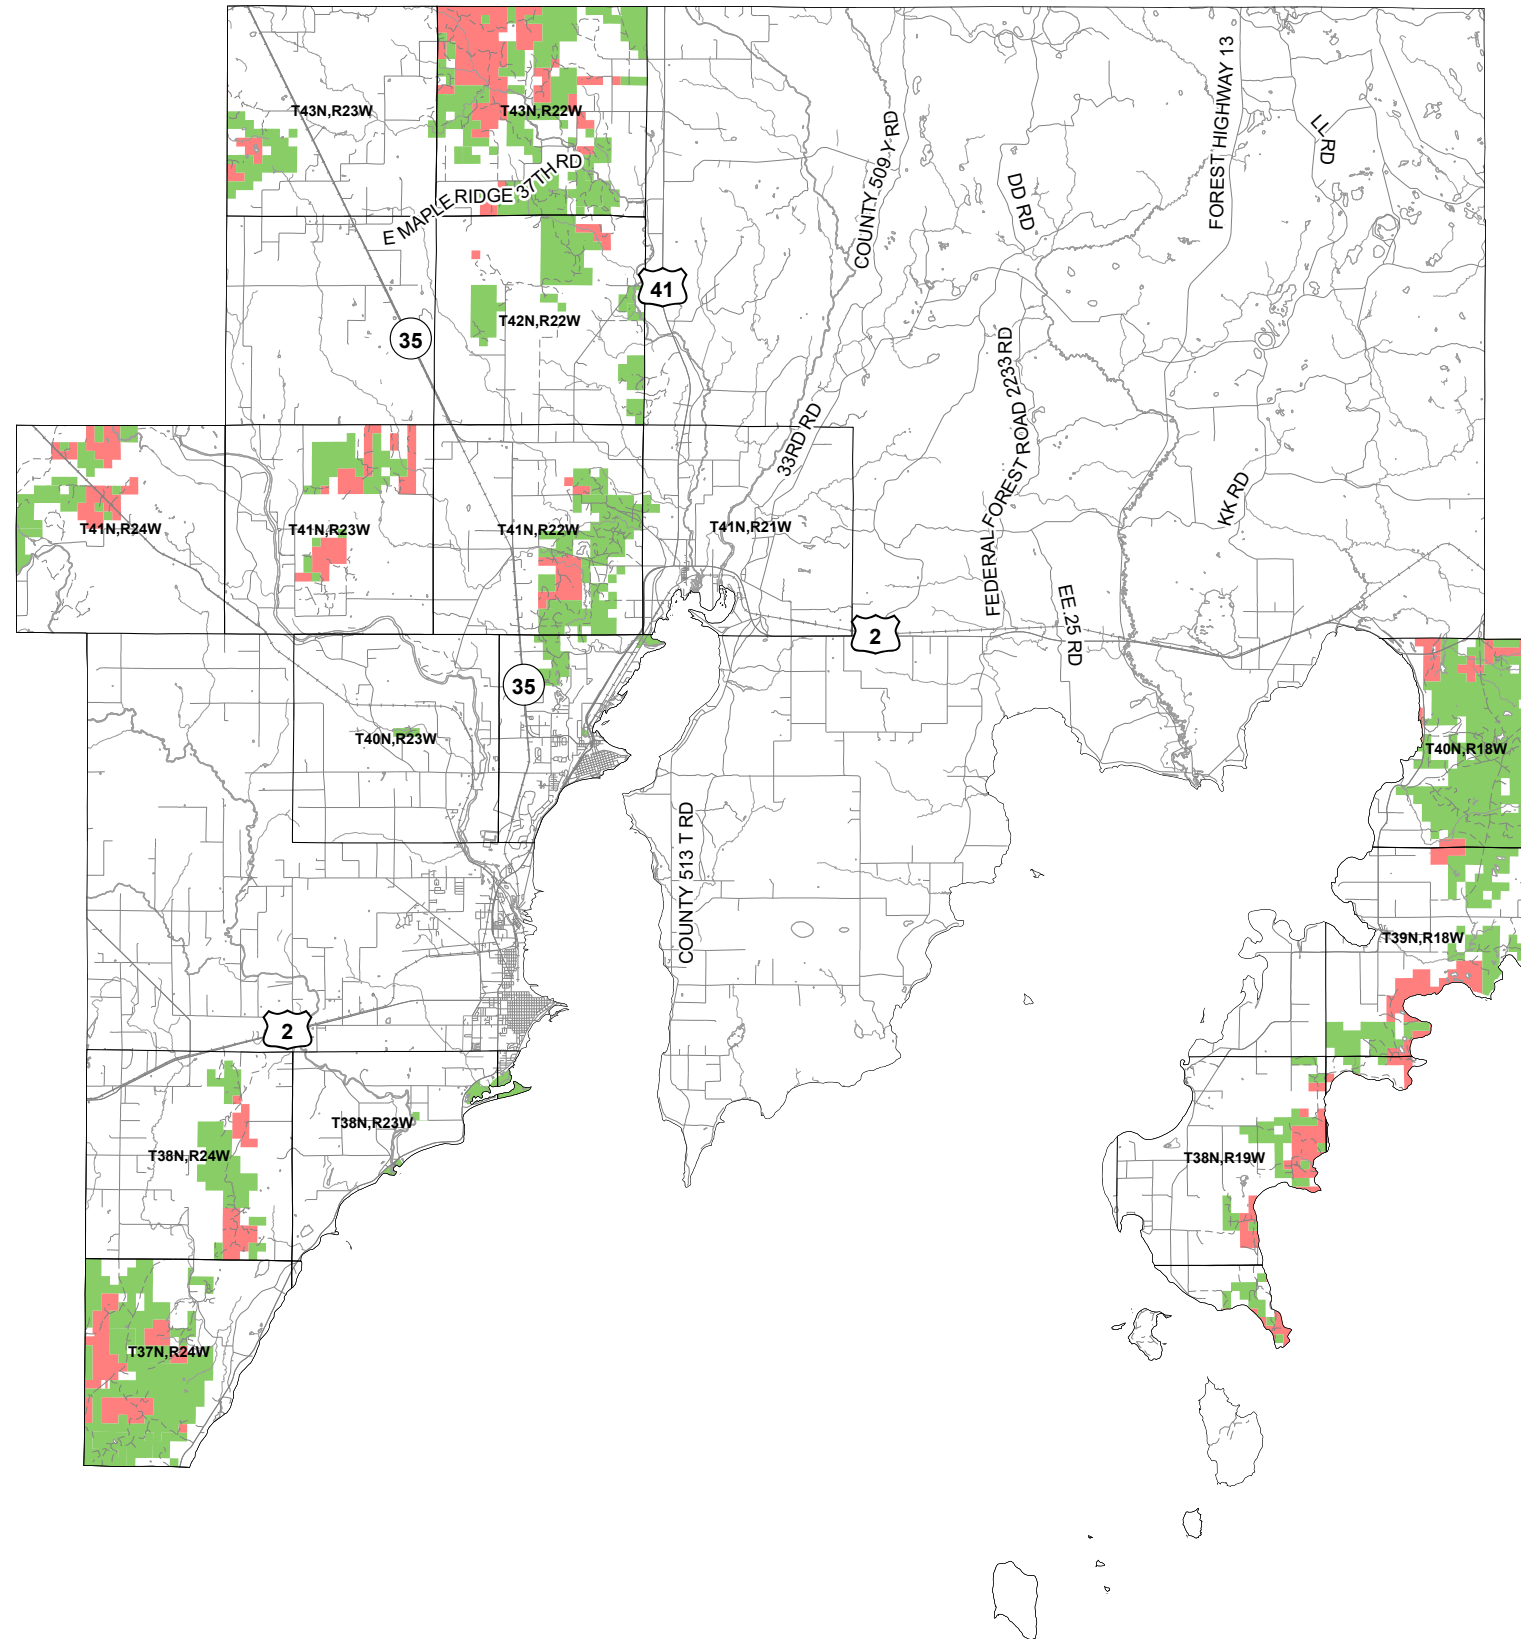 T43N,R23W
T43N,R22W
E MAPLE RIDGE 37TH RD
COUNTY 509 Y RD
DD RD
FOREST HIGHWAY 13
LL RD
41
T42N,R22W
35
33RD RD
FEDERAL FOREST ROAD 2233 RD
KK RD
T41N,R24W
T41N,R23W
T41N,R22W
T41N,R21W
EE.25 RD
2
35
T40N,R23W
T40N,R18W
COUNTY 513 T RD
T39N,R18W
2
T38N,R23W
T38N,R24W
T38N,R19W
T37N,R24W